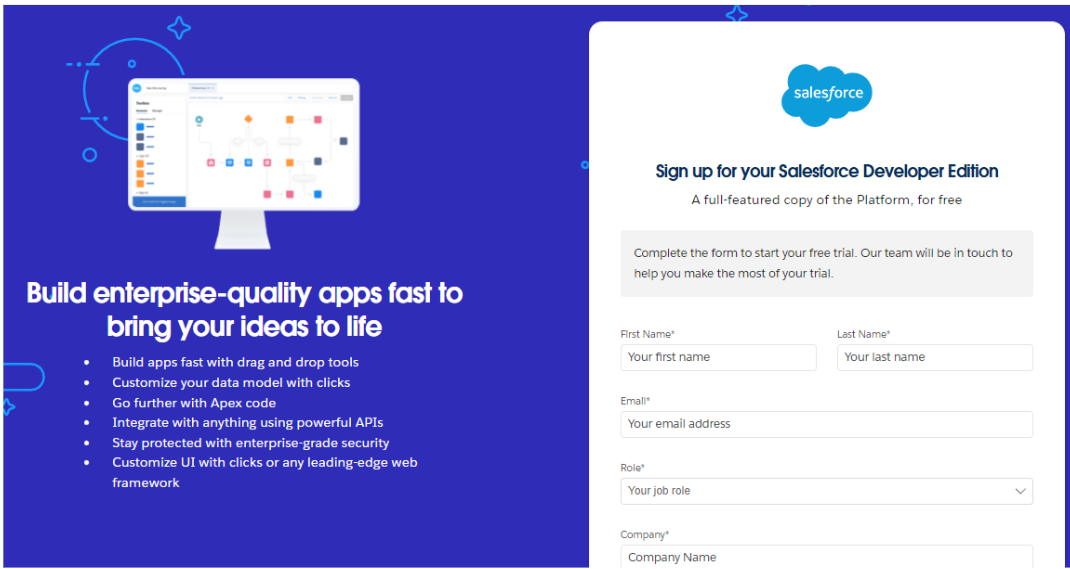 Build enterprise-quality apps fast to
bring your ideas to life
Build apps fast with drag and drop tools
Customize your data model with clicks
Go further with Apex code
Integrate with anything using powerful APIs
Stay protected with enterprise-grade security
Customize UI with clicks or any leading-edge web
framework
salesforce
Sign up for your Salesforce Developer Edition
A full-featured copy of the Platform, for free
Complete the form to start your free trial. Our team will be in touch to
help you make the most of your trial.
First Name* Last Name*
Your first name Your last name
Email*
Your email address
Role*
Your job role
Company*
Company Name